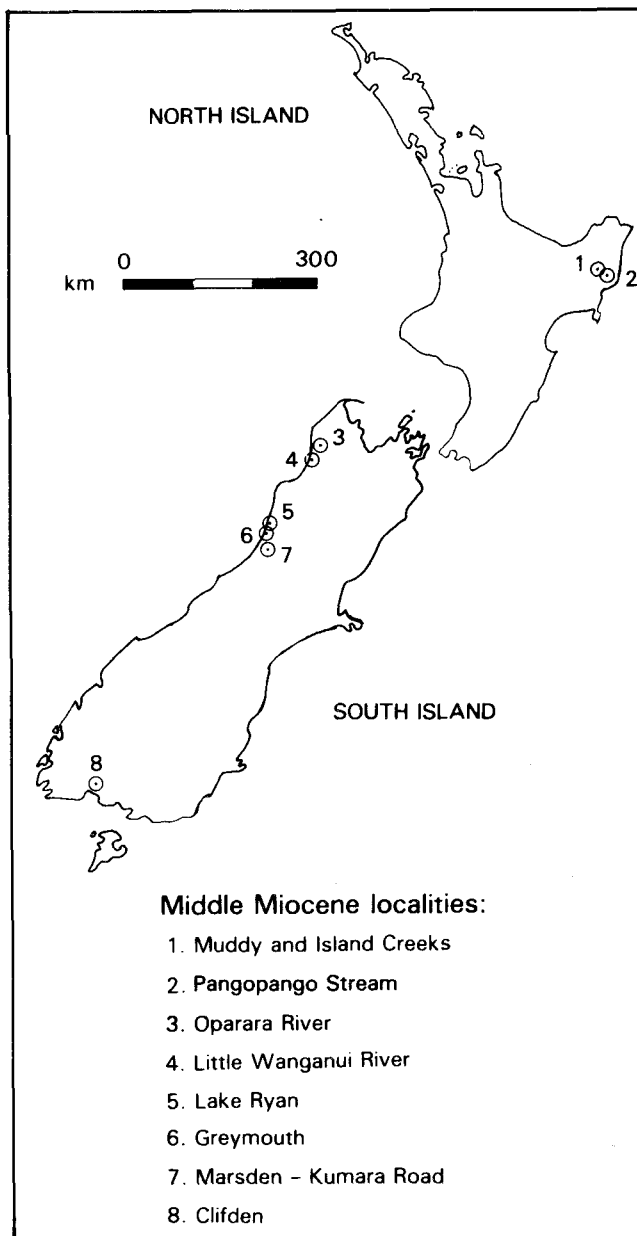 NORTH ISLAND
0 300
km
1
2
3
4
5
6
7
SOUTH ISLAND
8
Middle Miocene localities:
1. Muddy and Island Creeks
2. Pangopango Stream
3. Oparara River
4. Little Wanganui River
5. Lake Ryan
6. Greymouth
7. Marsden - Kumara Road
8. Clifden